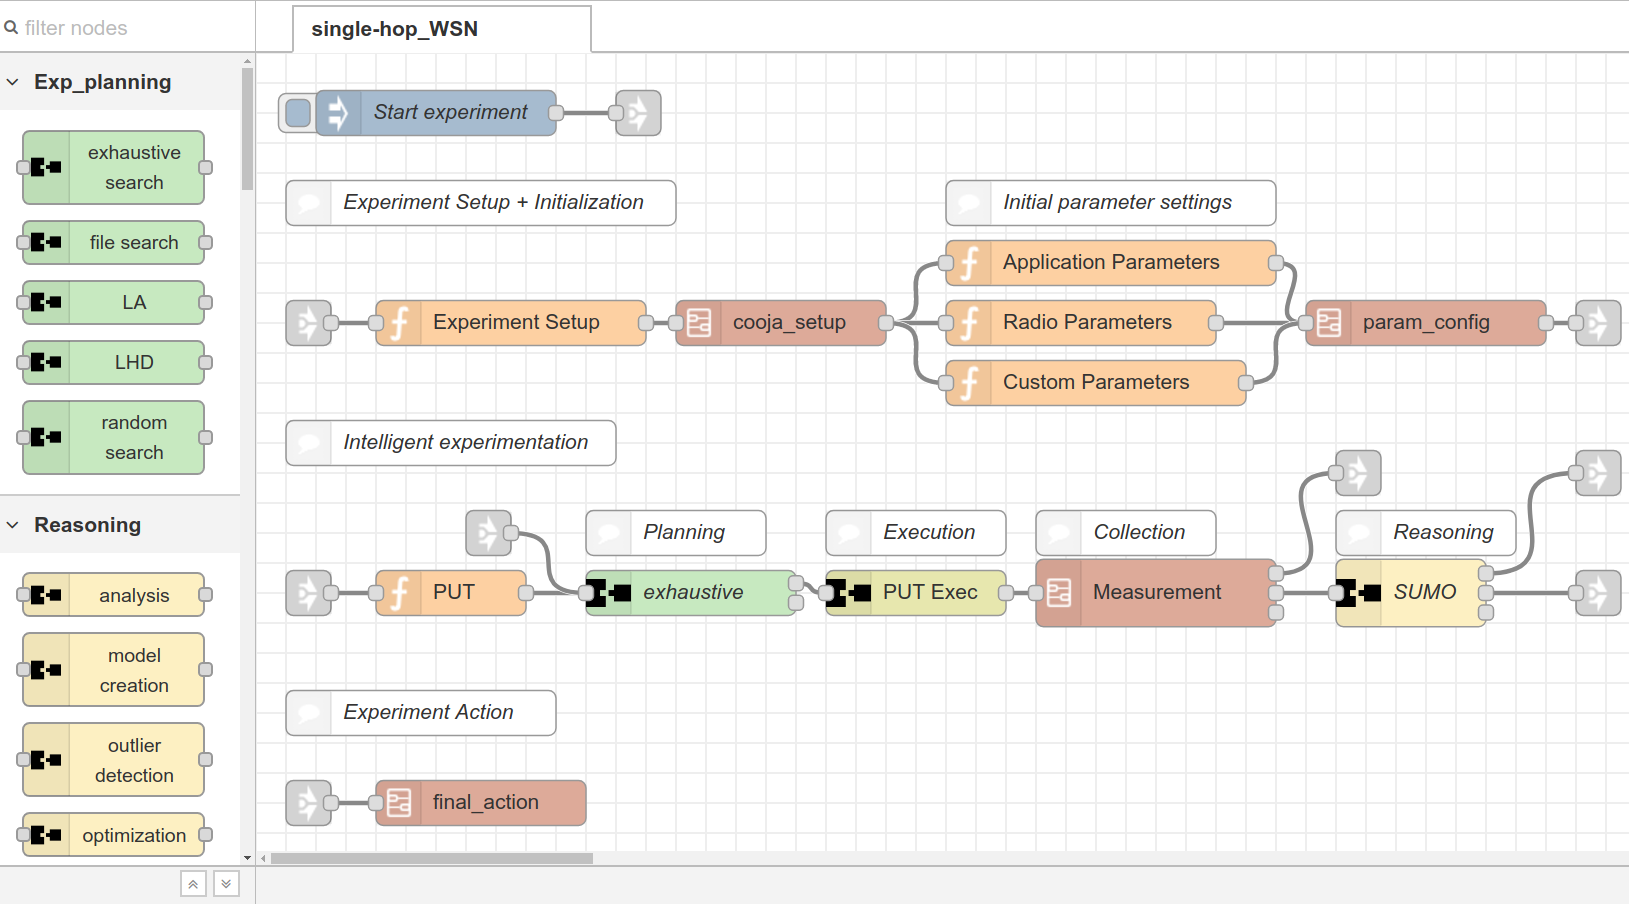 filter nodes
single-hop_WSN
Exp_planning
exhaustive
search
file search
LA
LHD
random
search
Reasoning
analysis
model
creation
outlier
detection
optimization
Start experiment
Experiment Setup + Initialization
Initial parameter settings
Application Parameters
Experiment Setup
cooja_setup
Radio Parameters
param_config
Custom Parameters
Intelligent experimentation
Planning
Execution
Collection
Reasoning
PUT
exhaustive
PUT Exec
Measurement
SUMO
Experiment Action
final_action